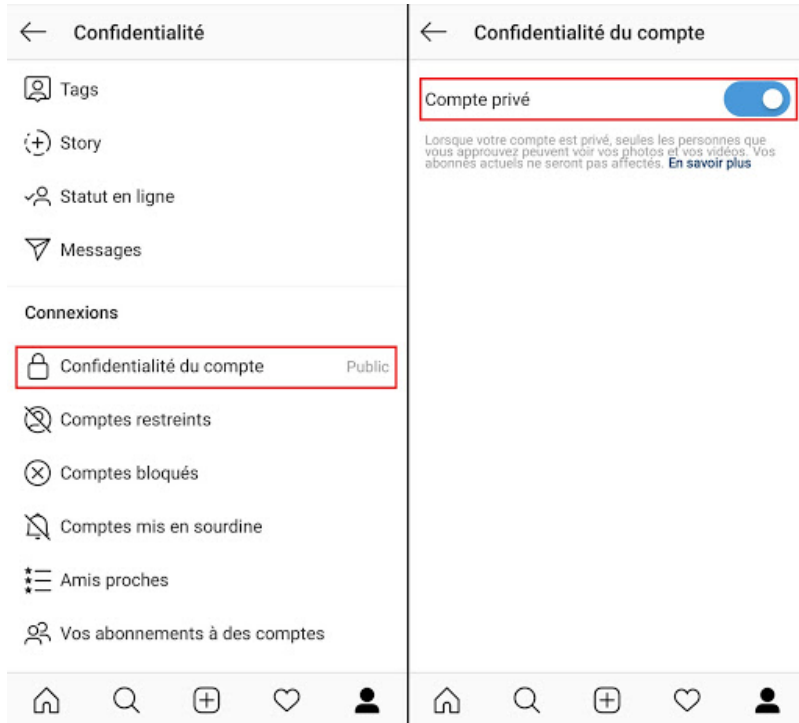 Confidentialité
Tags
Story
Statut en ligne
Messages
Connexions
Confidentialité du compte Public
Comptes restreints
Comptes bloqués
Comptes mis en sourdine
Amis proches
Vos abonnements à des comptes
Confidentialité du compte
Compte privé
Lorsque votre compte est privé, seules les personnes que
vous approuvez peuvent voir vos photos et vos vidéos. Vos
abonnés actuels ne seront pas affectés. En savoir plus